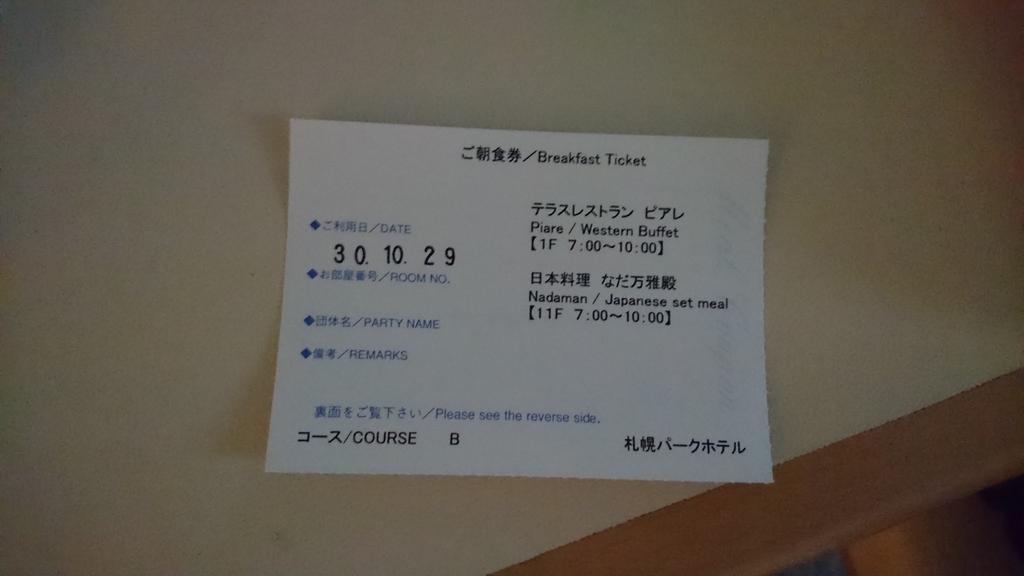 ご朝食券／Breakfast Ticket
◆ご利用日／DATE
30. 10. 29
◆お部屋番号／ROOM NO.
◆団体名／PARTY NAME
◆備考／REMARKS
テラスレストラン ピアレ
Piare / Western Buffet
【1F 7:00～10:00】
日本料理 なだ万雅殿
Nadaman / Japanese set meal
【11F 7:00～10:00】
裏面をご覧下さい／Please see the reverse side.
コース/COURSE B
札幌パークホテル